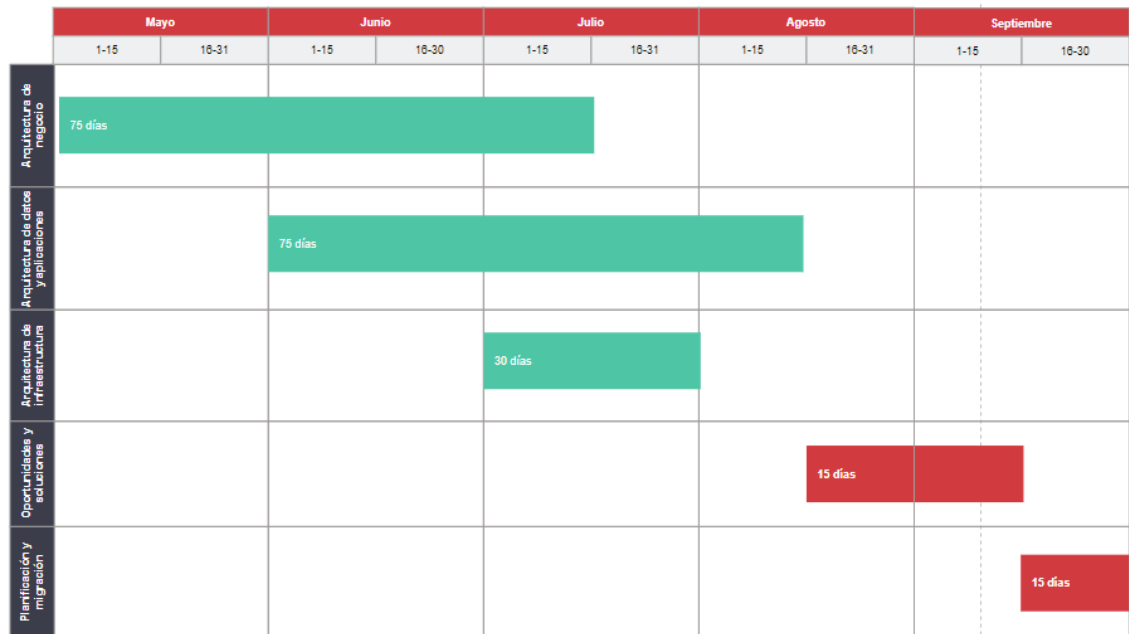 Mayo
Junio
Julio
Agosto
Septiembre
1-15
16-31
1-15
16-30
1-15
16-31
1-15
16-31
1-15
16-30
Arquitectura de
negocio
75 días
Arquitectura de datos
y aplicaciones
75 días
Arquitectura de
infraestructura
30 días
Oportunidades y
soluciones
15 días
Planificación y
migración
15 días